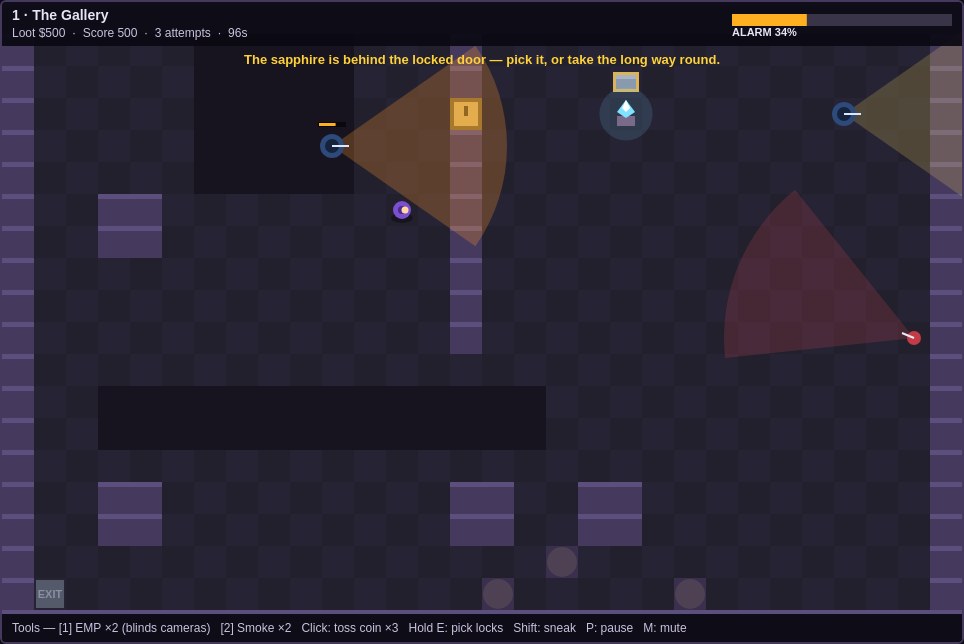 1 · The Gallery
Loot $500 · Score 500 · 3 attempts · 96s
ALARM 34%
The sapphire is behind the locked door — pick it, or take the long way round.
EXIT
Tools — [1] EMP ×2 (blinds cameras) [2] Smoke ×2 Click: toss coin ×3 Hold E: pick locks Shift: sneak P: pause M: mute